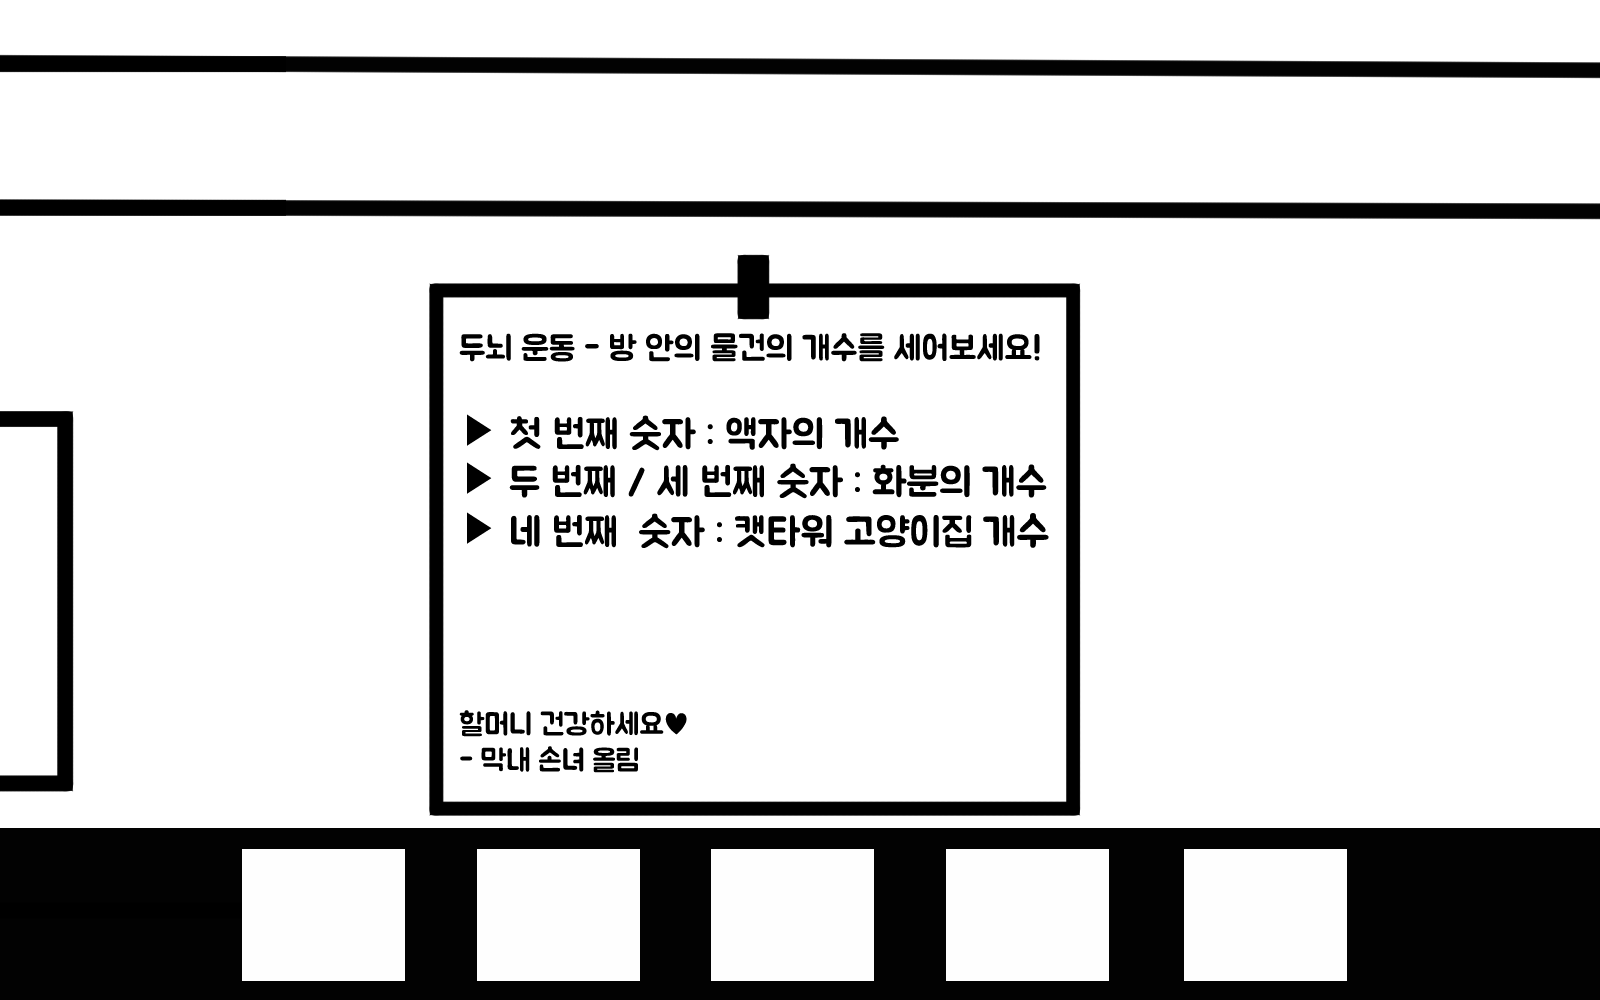 두뇌 운동 - 방 안의 물건의 개수를 세어보세요!
▶ 첫 번째 숫자 : 액자의 개수
▶ 두 번째 / 세 번째 숫자 : 화분의 개수
▶ 네 번째 숫자 : 캣타워 고양이집 개수
할머니 건강하세요♥
- 막내 손녀 올림